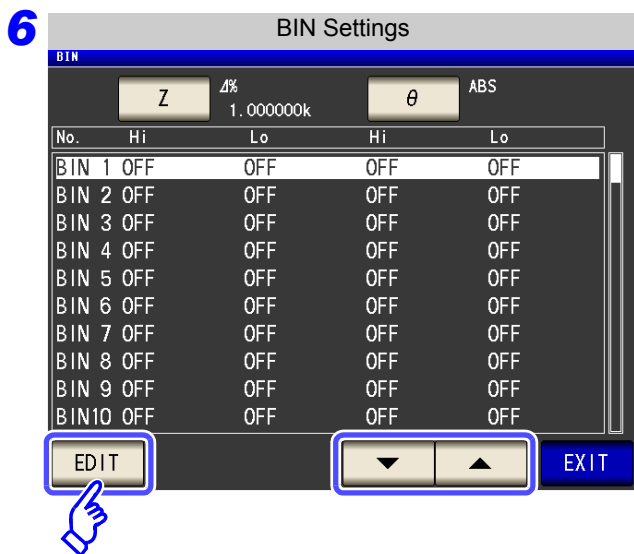 6
BIN Settings
BIN
Z Δ% θ ABS
1.000000k
No. Hi Lo Hi Lo
BIN 1 OFF OFF OFF OFF
BIN 2 OFF OFF OFF OFF
BIN 3 OFF OFF OFF OFF
BIN 4 OFF OFF OFF OFF
BIN 5 OFF OFF OFF OFF
BIN 6 OFF OFF OFF OFF
BIN 7 OFF OFF OFF OFF
BIN 8 OFF OFF OFF OFF
BIN 9 OFF OFF OFF OFF
BIN10 OFF OFF OFF OFF
EDIT ▼ ▲ EXIT